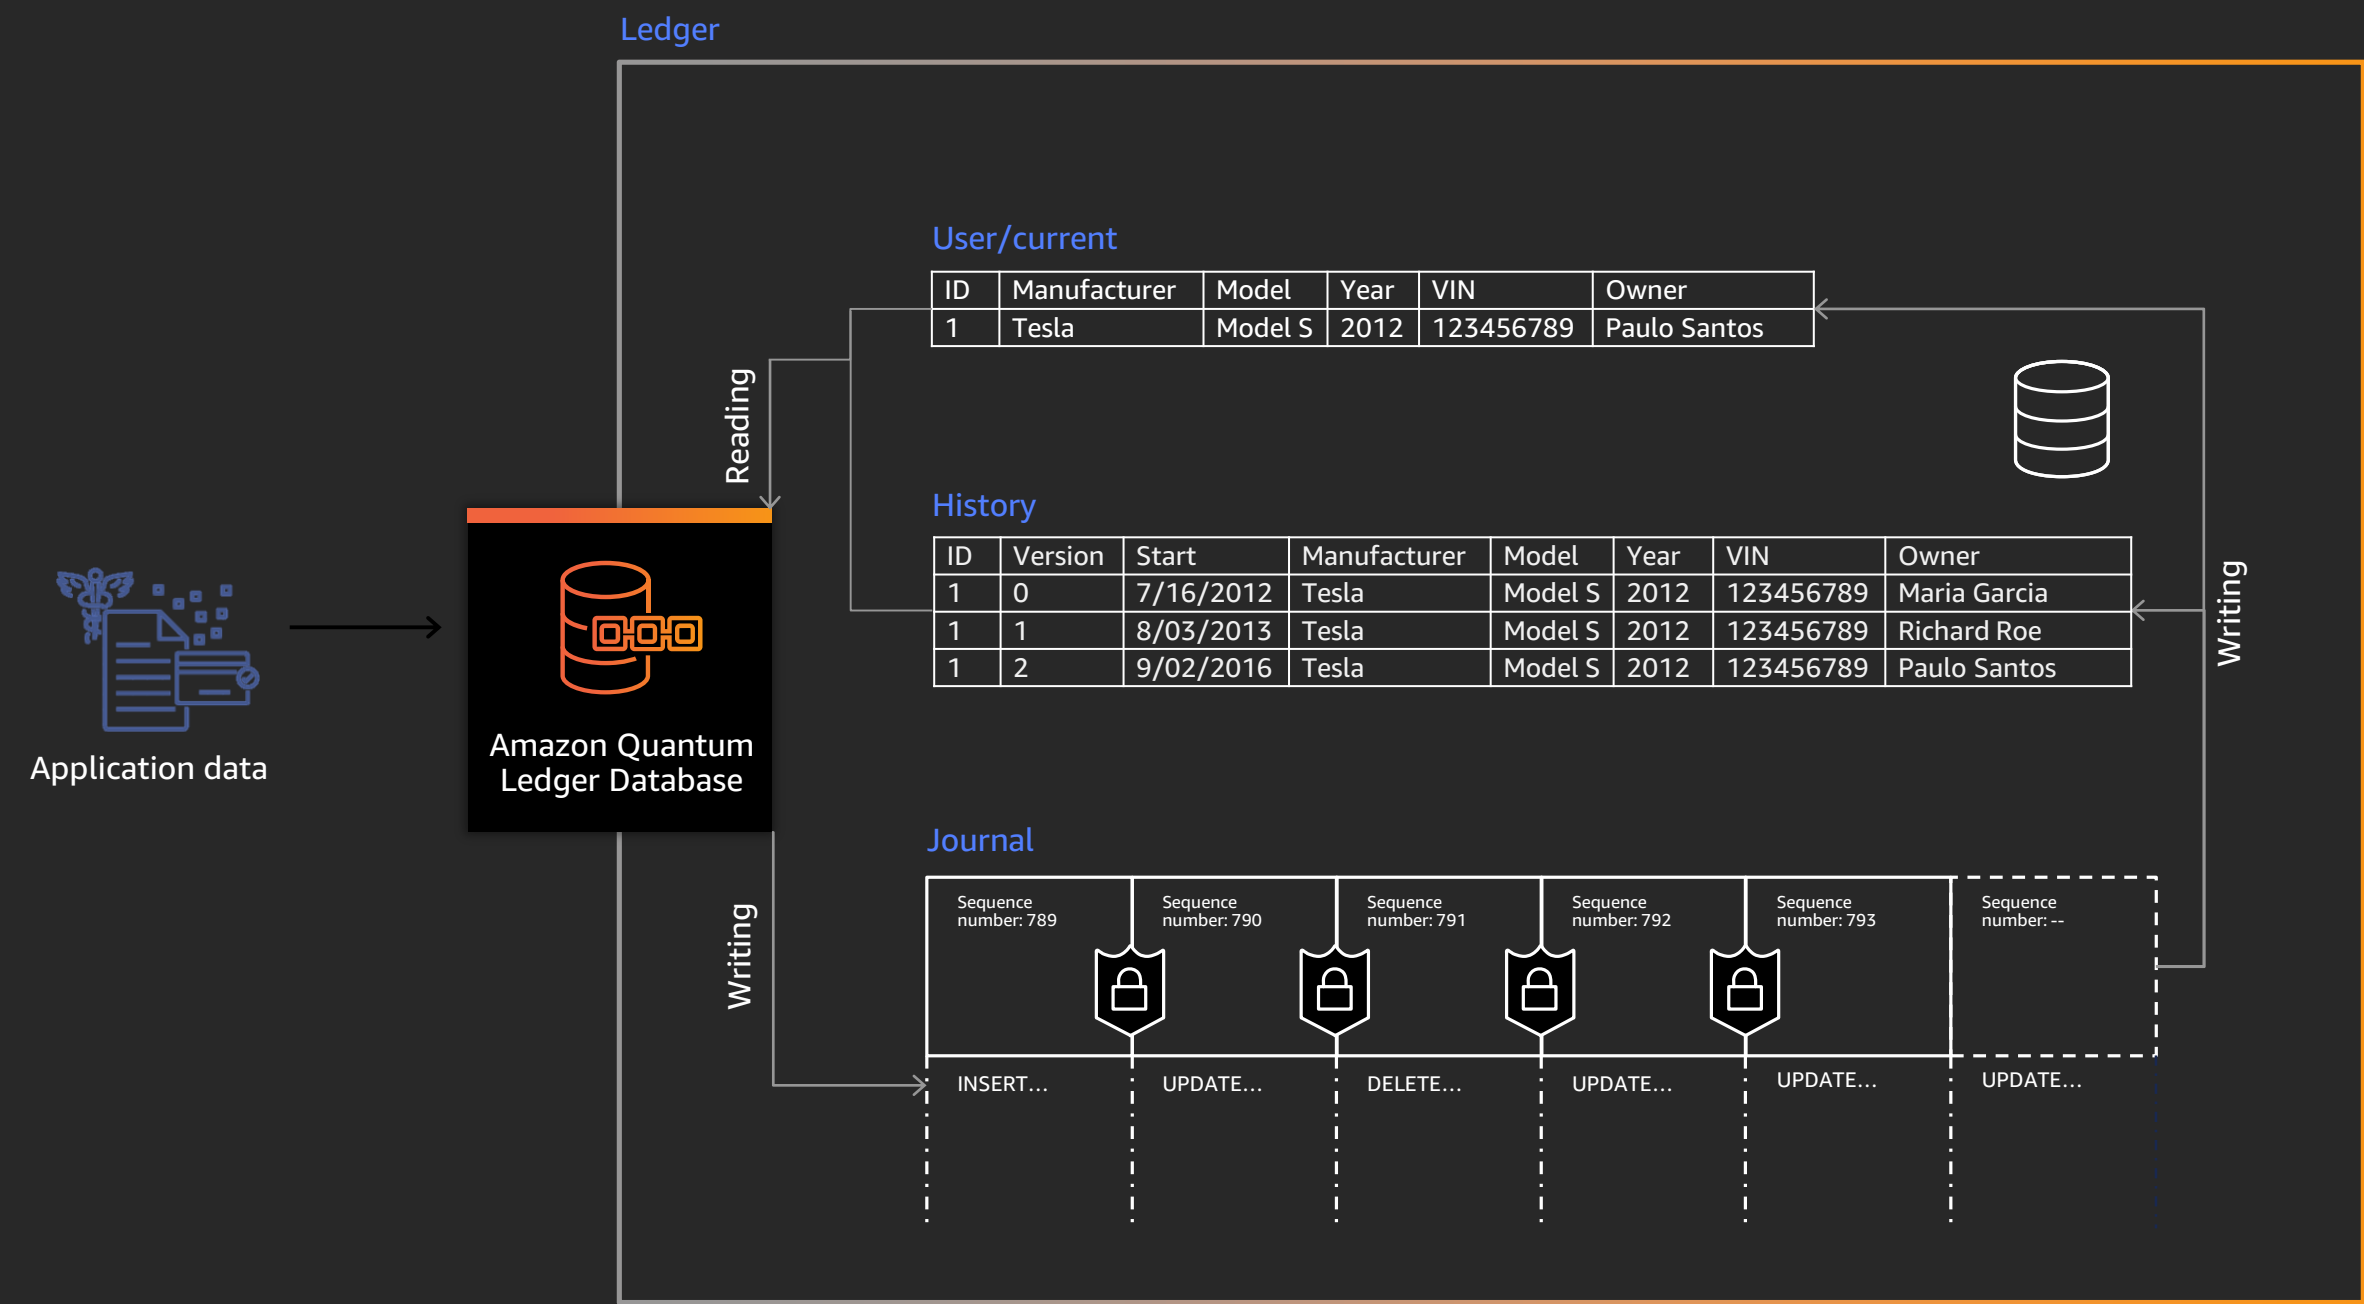 Ledger
User/current
ID Manufacturer Model Year VIN Owner
1 Tesla Model S 2012 123456789 Paulo Santos
Reading
History
ID Version Start Manufacturer Model Year VIN Owner
1 0 7/16/2012 Tesla Model S 2012 123456789 Maria Garcia
1 1 8/03/2013 Tesla Model S 2012 123456789 Richard Roe
1 2 9/02/2016 Tesla Model S 2012 123456789 Paulo Santos
Writing
Amazon Quantum
Ledger Database
Application data
Journal
Writing
Sequence
number: 789
Sequence
number: 790
Sequence
number: 791
Sequence
number: 792
Sequence
number: 793
Sequence
number: --
INSERT...
UPDATE...
DELETE...
UPDATE...
UPDATE...
UPDATE...